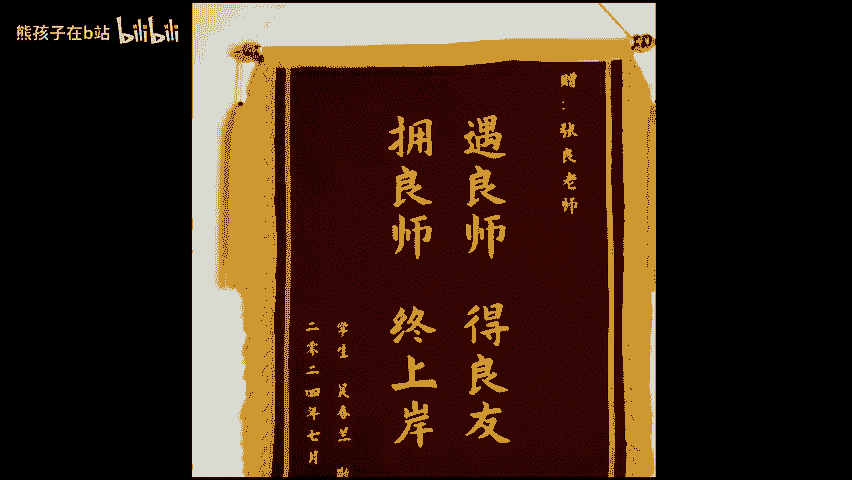 熊孩子在b站 bilibili
赠：张良老师
遇良师 得良友
拥良师 终上岸
学生 吴春兰
二零二四年七月